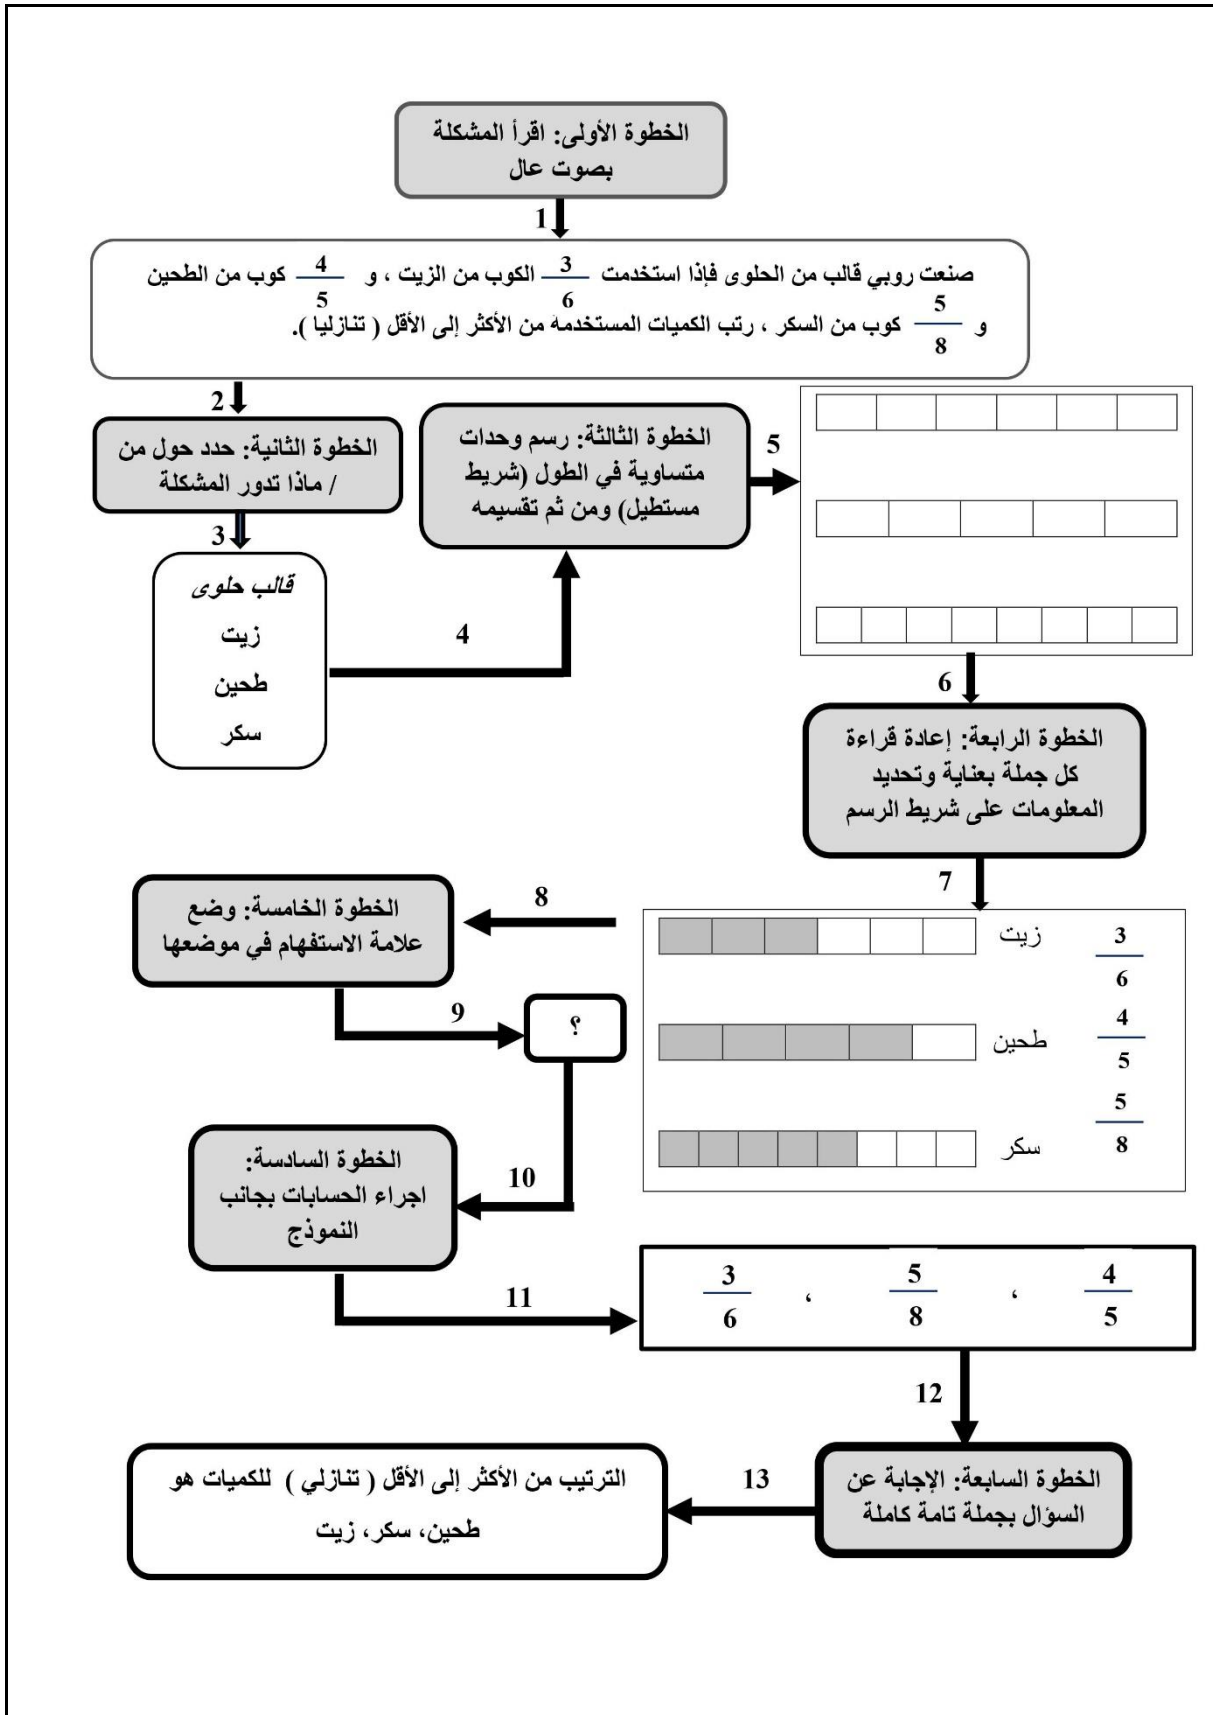 الخطوة الأولى: اقرأ المشكلة
بصوت عال
1
صنعت روبي قالب من الحلوى فإذا استخدمت 3/6 الكوب من الزيت ، و 4/5 كوب من الطحين
و 5/8 كوب من السكر ، رتب الكميات المستخدمة من الأكثر إلى الأقل ( تنازليا ).
2
الخطوة الثانية: حدد حول من
/ ماذا تدور المشكلة
3
قالب حلوى
زيت
طحين
سكر
4
الخطوة الثالثة: رسم وحدات
متساوية في الطول (شريط
مستطيل) ومن ثم تقسيمه
5
6
الخطوة الرابعة: إعادة قراءة
كل جملة بعناية وتحديد
المعلومات على شريط الرسم
7
زيت 3/6
طحين 4/5
سكر 5/8
8
الخطوة الخامسة: وضع
علامة الاستفهام في موضعها
9
؟
10
الخطوة السادسة:
اجراء الحسابات بجانب
النموذج
11
4/5 ، 5/8 ، 3/6
12
الخطوة السابعة: الإجابة عن
السؤال بجملة تامة كاملة
13
الترتيب من الأكثر إلى الأقل ( تنازلي ) للكميات هو
طحين، سكر، زيت